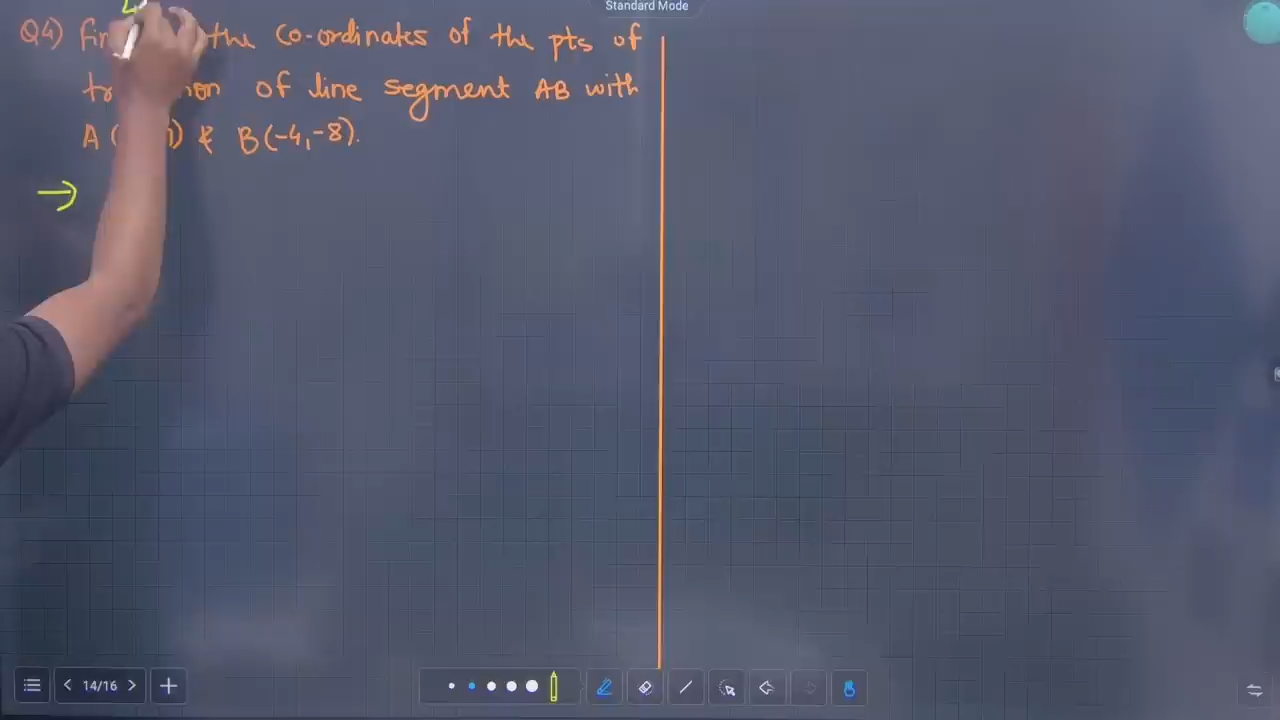 Standard Mode
Q4) the co-ordinates of the pts of
of line segment AB with
A ( & B(-4,-8).
→
14/16